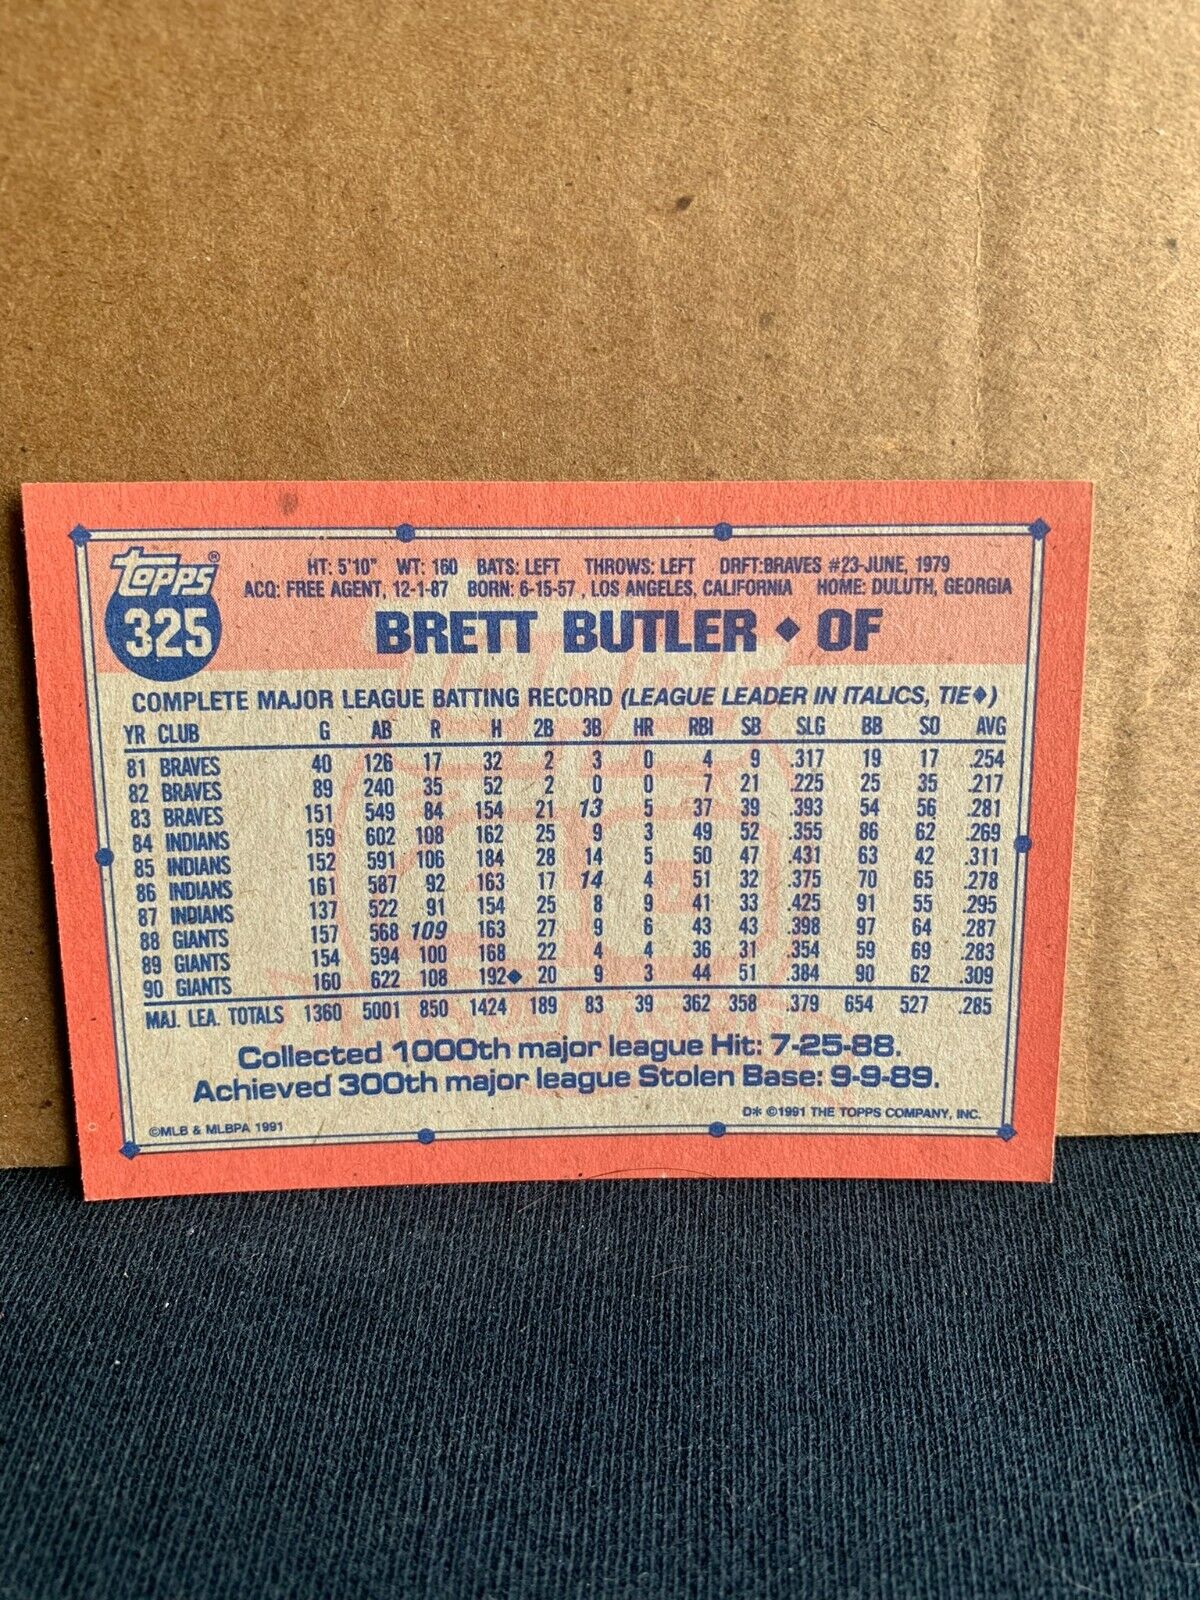 Topps®
325
HT: 5'10" WT: 160 BATS: LEFT THROWS: LEFT DRFT:BRAVES #23-JUNE, 1979
ACQ: FREE AGENT, 12-1-87 BORN: 6-15-57 , LOS ANGELES, CALIFORNIA HOME: DULUTH, GEORGIA
BRETT BUTLER ◆ OF
COMPLETE MAJOR LEAGUE BATTING RECORD (LEAGUE LEADER IN ITALICS, TIE◆)
YR CLUB G AB R H 2B 3B HR RBI SB SLG BB SO AVG
81 BRAVES 40 126 17 32 2 3 0 4 9 .317 19 17 .254
82 BRAVES 89 240 35 52 2 0 0 7 21 .225 25 35 .217
83 BRAVES 151 549 84 154 21 13 5 37 39 .393 54 56 .281
84 INDIANS 159 602 108 162 25 9 3 49 52 .355 86 62 .269
85 INDIANS 152 591 106 184 28 14 5 50 47 .431 63 42 .311
86 INDIANS 161 587 92 163 17 14 4 51 32 .375 70 65 .278
87 INDIANS 137 522 91 154 25 8 9 41 33 .425 91 55 .295
88 GIANTS 157 568 109 163 27 9 6 43 43 .398 97 64 .287
89 GIANTS 154 594 100 168 22 4 4 36 31 .354 59 69 .283
90 GIANTS 160 622 108 192◆ 20 9 3 44 51 .384 90 62 .309
MAJ. LEA. TOTALS 1360 5001 850 1424 189 83 39 362 358 .379 654 527 .285
Collected 1000th major league Hit: 7-25-88.
Achieved 300th major league Stolen Base: 9-9-89.
©MLB & MLBPA 1991
D* ©1991 THE TOPPS COMPANY, INC.